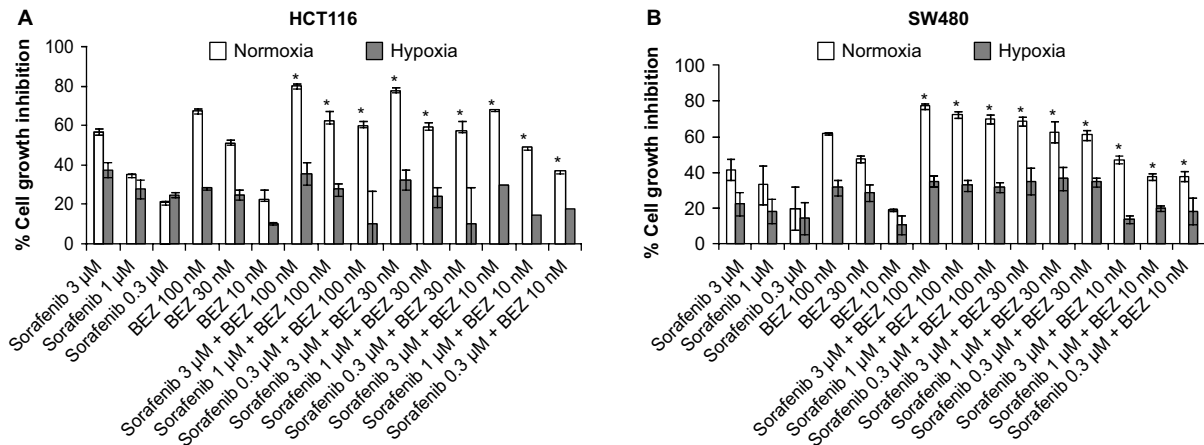 A
HCT116
Normoxia
Hypoxia
% Cell growth inhibition
100
80
60
40
20
0
* * * * * * * * *
Sorafenib 3 µM
Sorafenib 1 µM
Sorafenib 0.3 µM
BEZ 100 nM
BEZ 30 nM
BEZ 10 nM
Sorafenib 3 µM + BEZ 100 nM
Sorafenib 1 µM + BEZ 100 nM
Sorafenib 0.3 µM + BEZ 100 nM
Sorafenib 3 µM + BEZ 30 nM
Sorafenib 1 µM + BEZ 30 nM
Sorafenib 0.3 µM + BEZ 30 nM
Sorafenib 3 µM + BEZ 10 nM
Sorafenib 1 µM + BEZ 10 nM
Sorafenib 0.3 µM + BEZ 10 nM
B
SW480
Normoxia
Hypoxia
% Cell growth inhibition
100
80
60
40
20
0
* * * * * * * * *
Sorafenib 3 µM
Sorafenib 1 µM
Sorafenib 0.3 µM
BEZ 100 nM
BEZ 30 nM
BEZ 10 nM
Sorafenib 3 µM + BEZ 100 nM
Sorafenib 1 µM + BEZ 100 nM
Sorafenib 0.3 µM + BEZ 100 nM
Sorafenib 3 µM + BEZ 30 nM
Sorafenib 1 µM + BEZ 30 nM
Sorafenib 0.3 µM + BEZ 30 nM
Sorafenib 3 µM + BEZ 10 nM
Sorafenib 1 µM + BEZ 10 nM
Sorafenib 0.3 µM + BEZ 10 nM